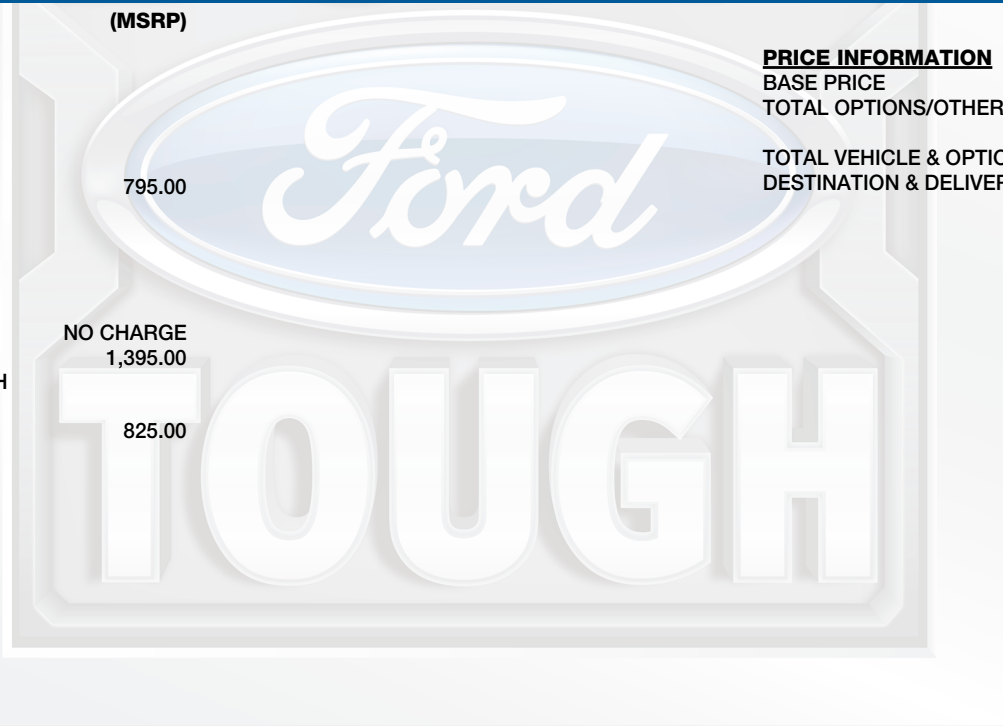 (MSRP)
795.00
NO CHARGE
1,395.00
H
825.00
PRICE INFORMATION
BASE PRICE
TOTAL OPTIONS/OTHER
TOTAL VEHICLE & OPTIO
DESTINATION & DELIVER
Ford
TOUGH